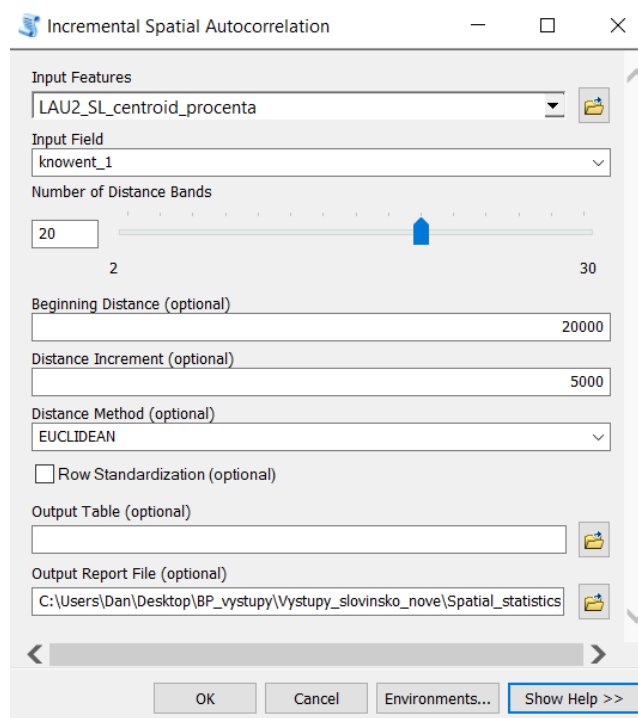 Incremental Spatial Autocorrelation
Input Features
LAU2_SL_centroid_procenta
Input Field
knowent_1
Number of Distance Bands
20
2 30
Beginning Distance (optional)
20000
Distance Increment (optional)
5000
Distance Method (optional)
EUCLIDEAN
Row Standardization (optional)
Output Table (optional)
Output Report File (optional)
C:\Users\Dan\Desktop\BP_vystupy\Vystupy_slovinsko_nove\Spatial_statistics
OK Cancel Environments... Show Help >>